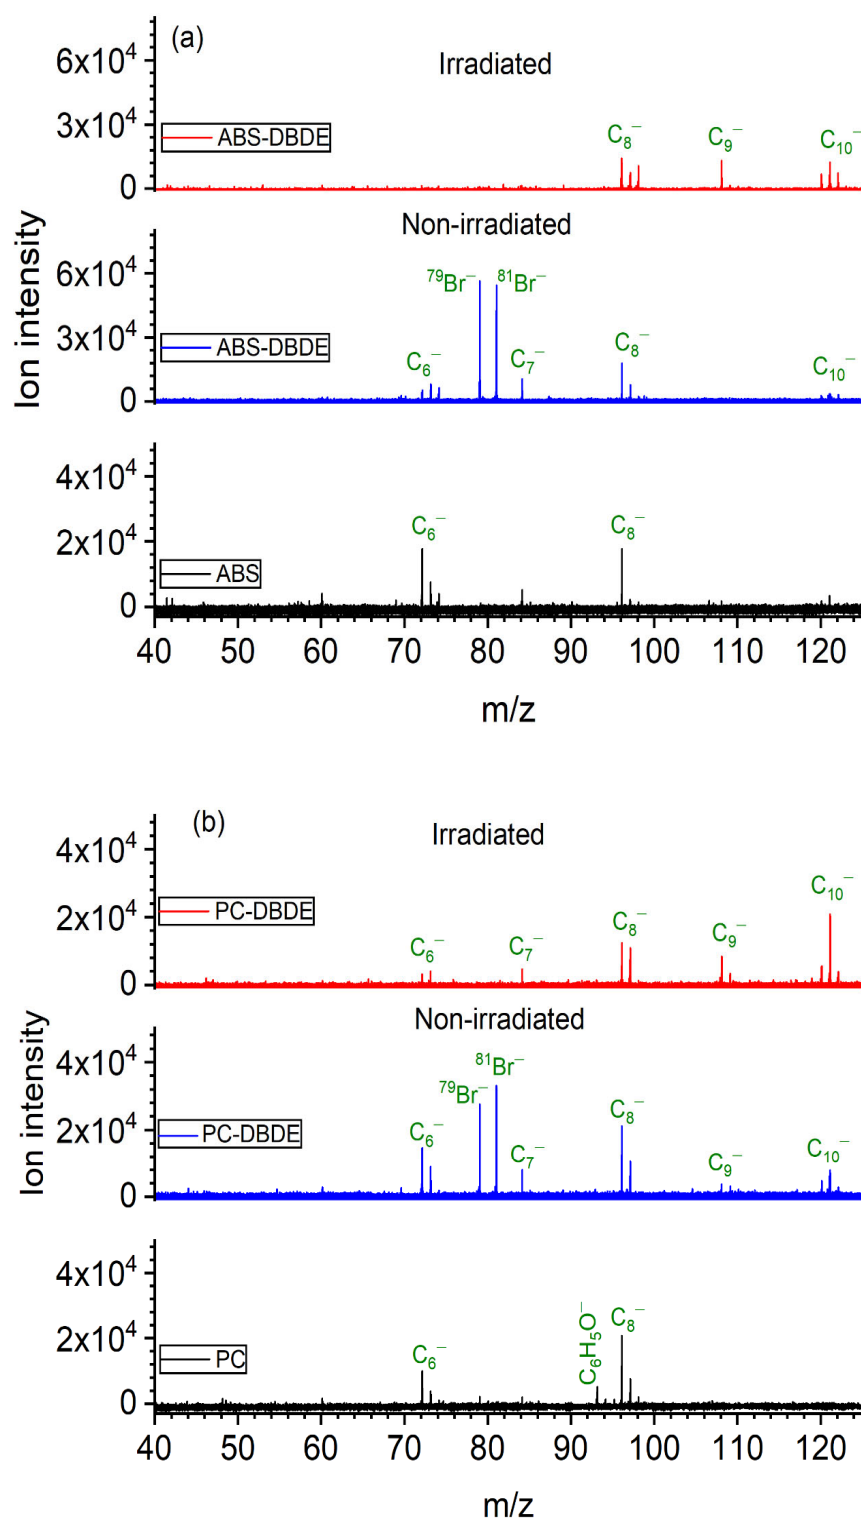 (a)
Irradiated
6x10⁴
3x10⁴
0
ABS-DBDE
C₈⁻
C₉⁻
C₁₀⁻
Non-irradiated
6x10⁴
3x10⁴
0
ABS-DBDE
C₆⁻
⁷⁹Br⁻
⁸¹Br⁻
C₇⁻
C₈⁻
C₁₀⁻
Ion intensity
4x10⁴
2x10⁴
0
ABS
C₆⁻
C₈⁻
40 50 60 70 80 90 100 110 120
m/z
(b)
Irradiated
4x10⁴
2x10⁴
0
PC-DBDE
C₆⁻
C₇⁻
C₈⁻
C₉⁻
C₁₀⁻
Non-irradiated
4x10⁴
2x10⁴
0
PC-DBDE
C₆⁻
⁷⁹Br⁻
⁸¹Br⁻
C₇⁻
C₈⁻
C₉⁻
C₁₀⁻
Ion intensity
4x10⁴
2x10⁴
0
PC
C₆⁻
C₆H₅O⁻
C₈⁻
40 50 60 70 80 90 100 110 120
m/z